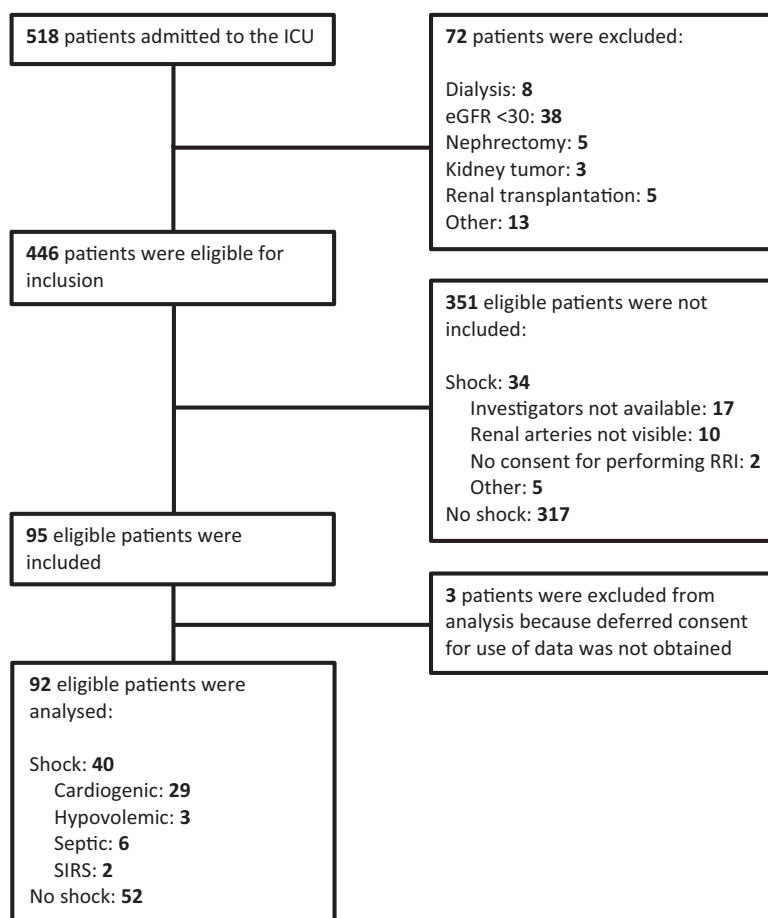 518 patients admitted to the ICU
72 patients were excluded:
Dialysis: 8
eGFR <30: 38
Nephrectomy: 5
Kidney tumor: 3
Renal transplantation: 5
Other: 13
446 patients were eligible for
inclusion
351 eligible patients were not
included:
Shock: 34
Investigators not available: 17
Renal arteries not visible: 10
No consent for performing RRI: 2
Other: 5
No shock: 317
95 eligible patients were
included
3 patients were excluded from
analysis because deferred consent
for use of data was not obtained
92 eligible patients were
analysed:
Shock: 40
Cardiogenic: 29
Hypovolemic: 3
Septic: 6
SIRS: 2
No shock: 52